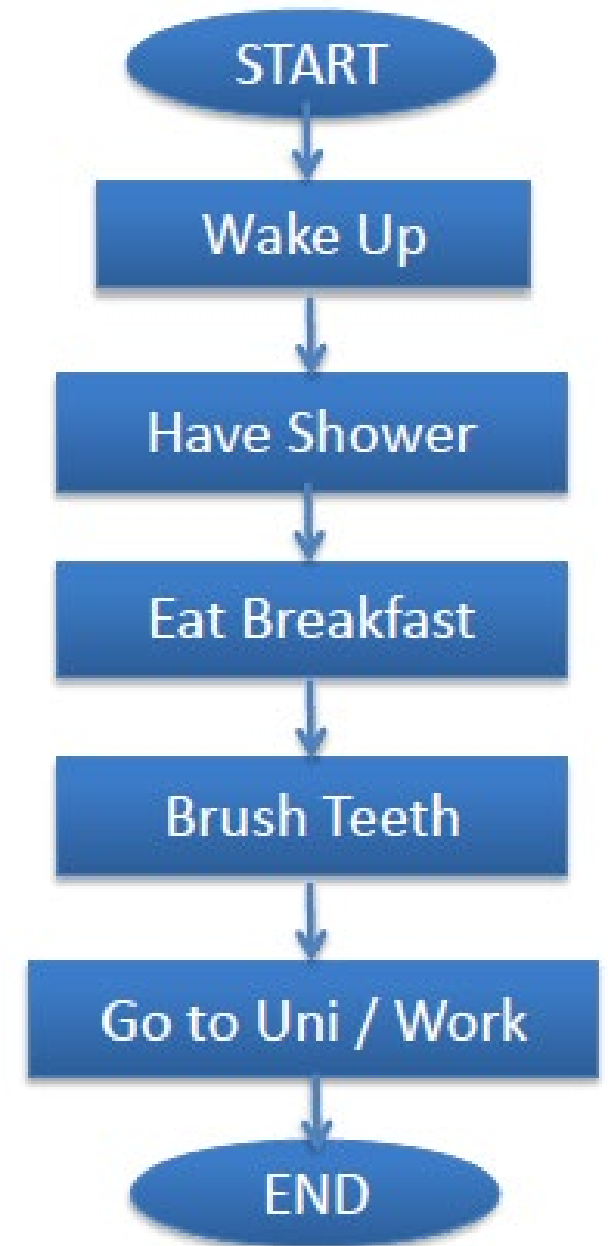 START
Wake Up
Have Shower
Eat Breakfast
Brush Teeth
Go to Uni / Work
END